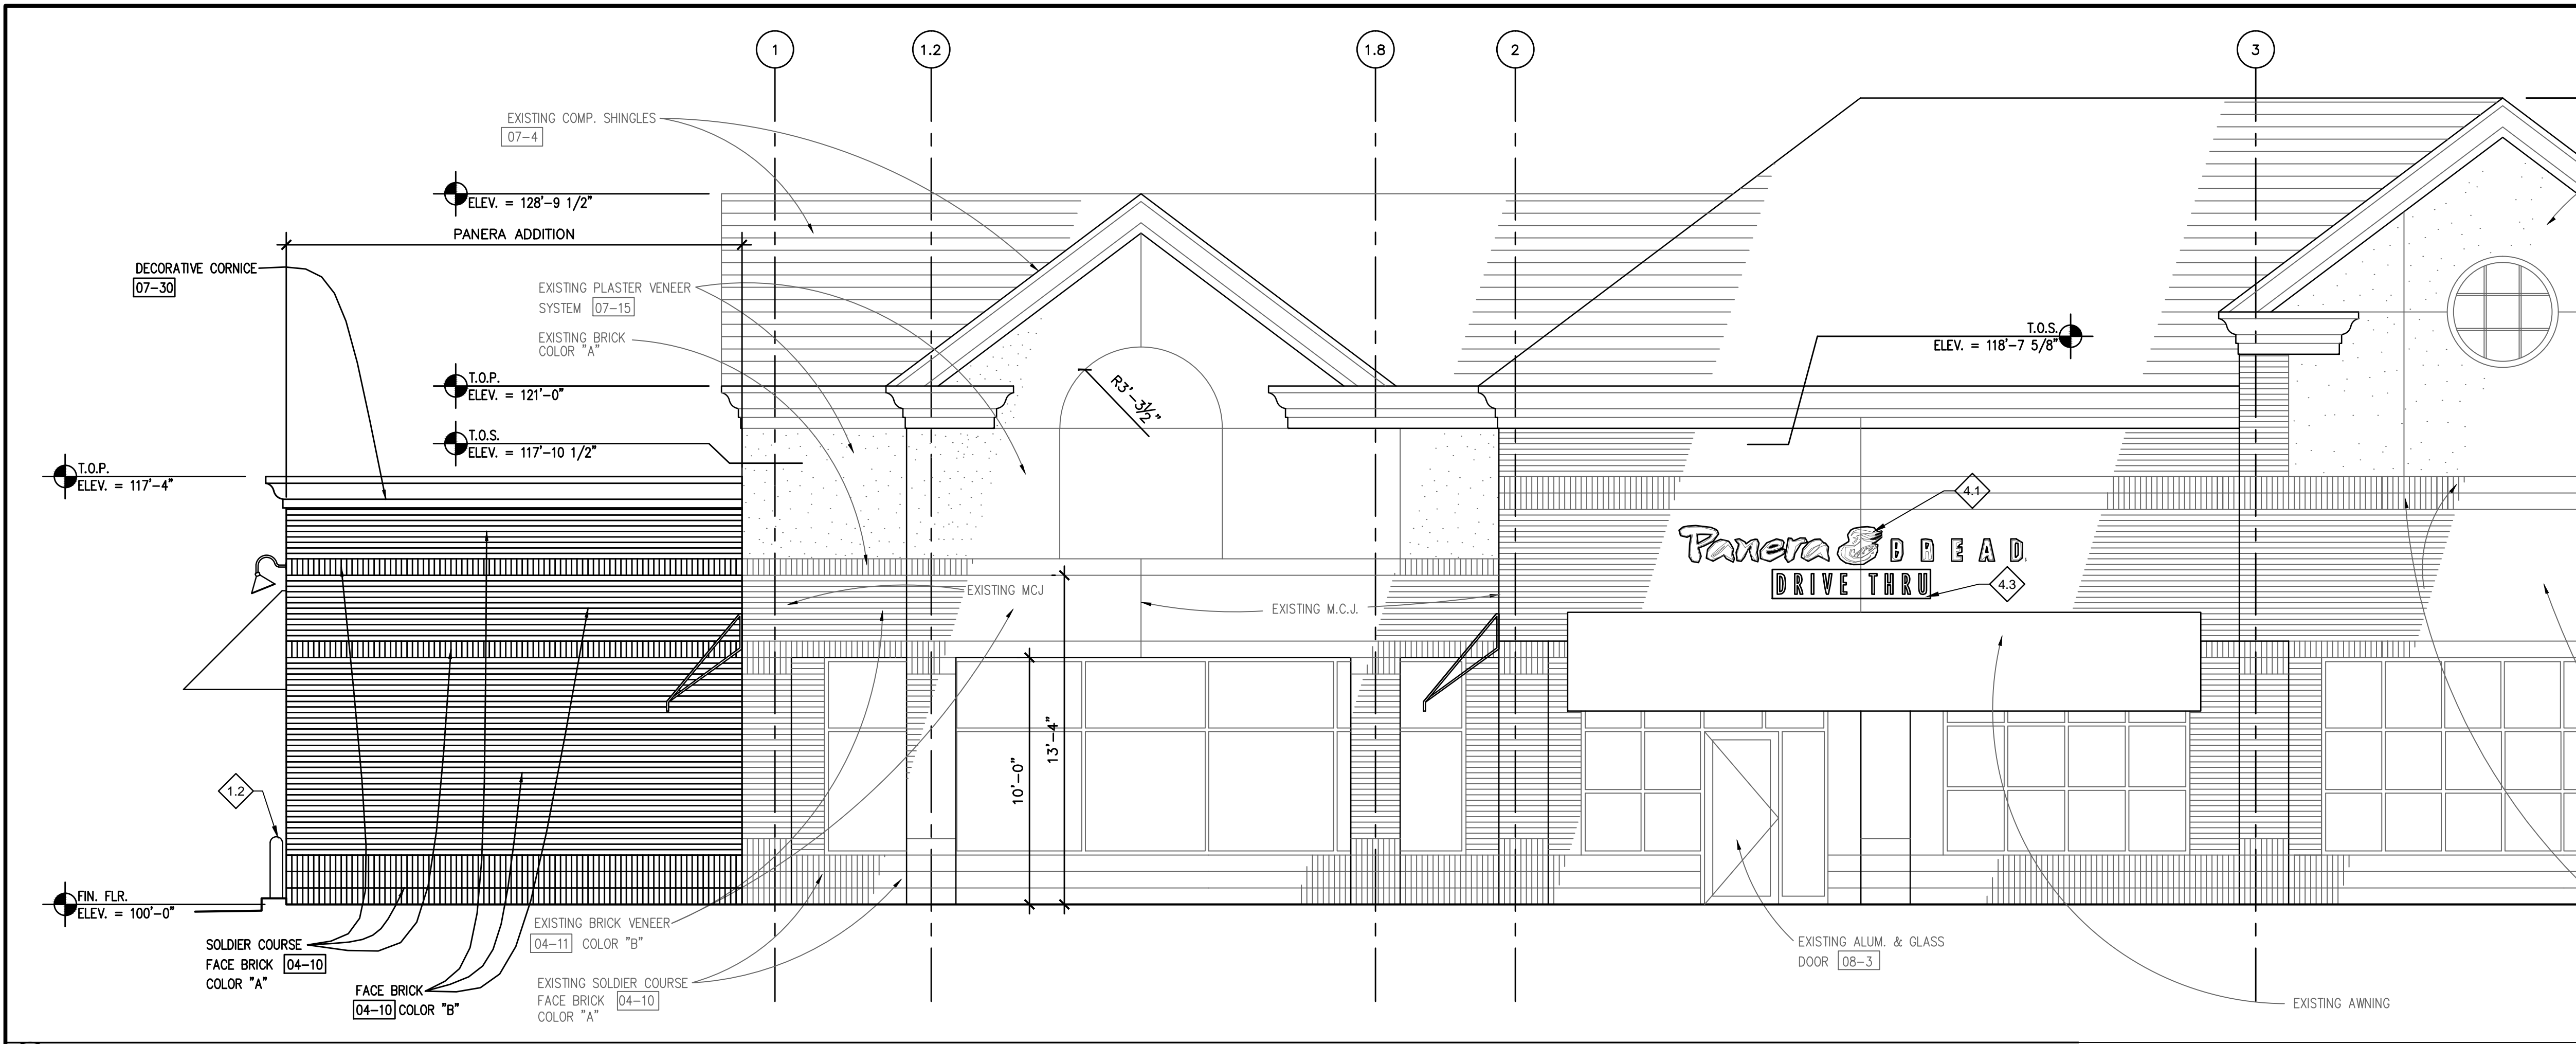 1
1.2
1.8
2
3
EXISTING COMP. SHINGLES
07-4
ELEV. = 128'-9 1/2"
PANERA ADDITION
DECORATIVE CORNICE
07-30
EXISTING PLASTER VENEER
SYSTEM 07-15
EXISTING BRICK
COLOR "A"
T.O.S.
ELEV. = 118'-7 5/8"
T.O.P.
ELEV. = 121'-0"
R3'-3½"
T.O.S.
ELEV. = 117'-10 1/2"
T.O.P.
ELEV. = 117'-4"
4.1
Panera BREAD
DRIVE THRU
4.3
EXISTING MCJ
EXISTING M.C.J.
10'-0"
13'-4"
1.2
FIN. FLR.
ELEV. = 100'-0"
SOLDIER COURSE
FACE BRICK 04-10
COLOR "A"
FACE BRICK
04-10 COLOR "B"
EXISTING BRICK VENEER
04-11 COLOR "B"
EXISTING SOLDIER COURSE
FACE BRICK 04-10
COLOR "A"
EXISTING ALUM. & GLASS
DOOR 08-3
EXISTING AWNING